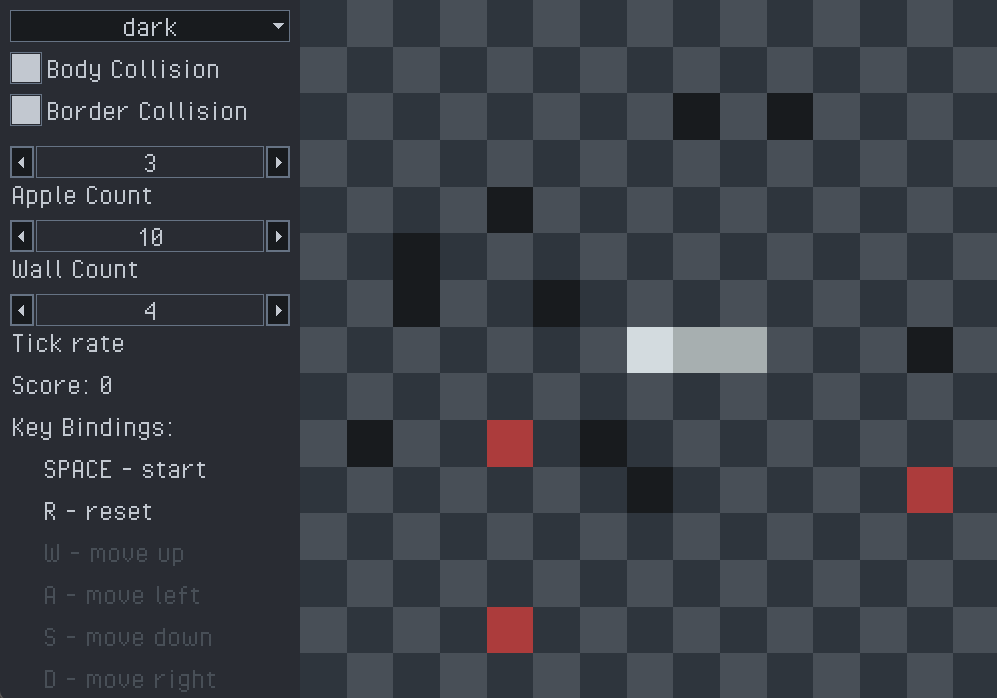 dark
Body Collision
Border Collision
3
Apple Count
10
Wall Count
4
Tick rate
Score: 0
Key Bindings:
SPACE - start
R - reset
W - move up
A - move left
S - move down
D - move right